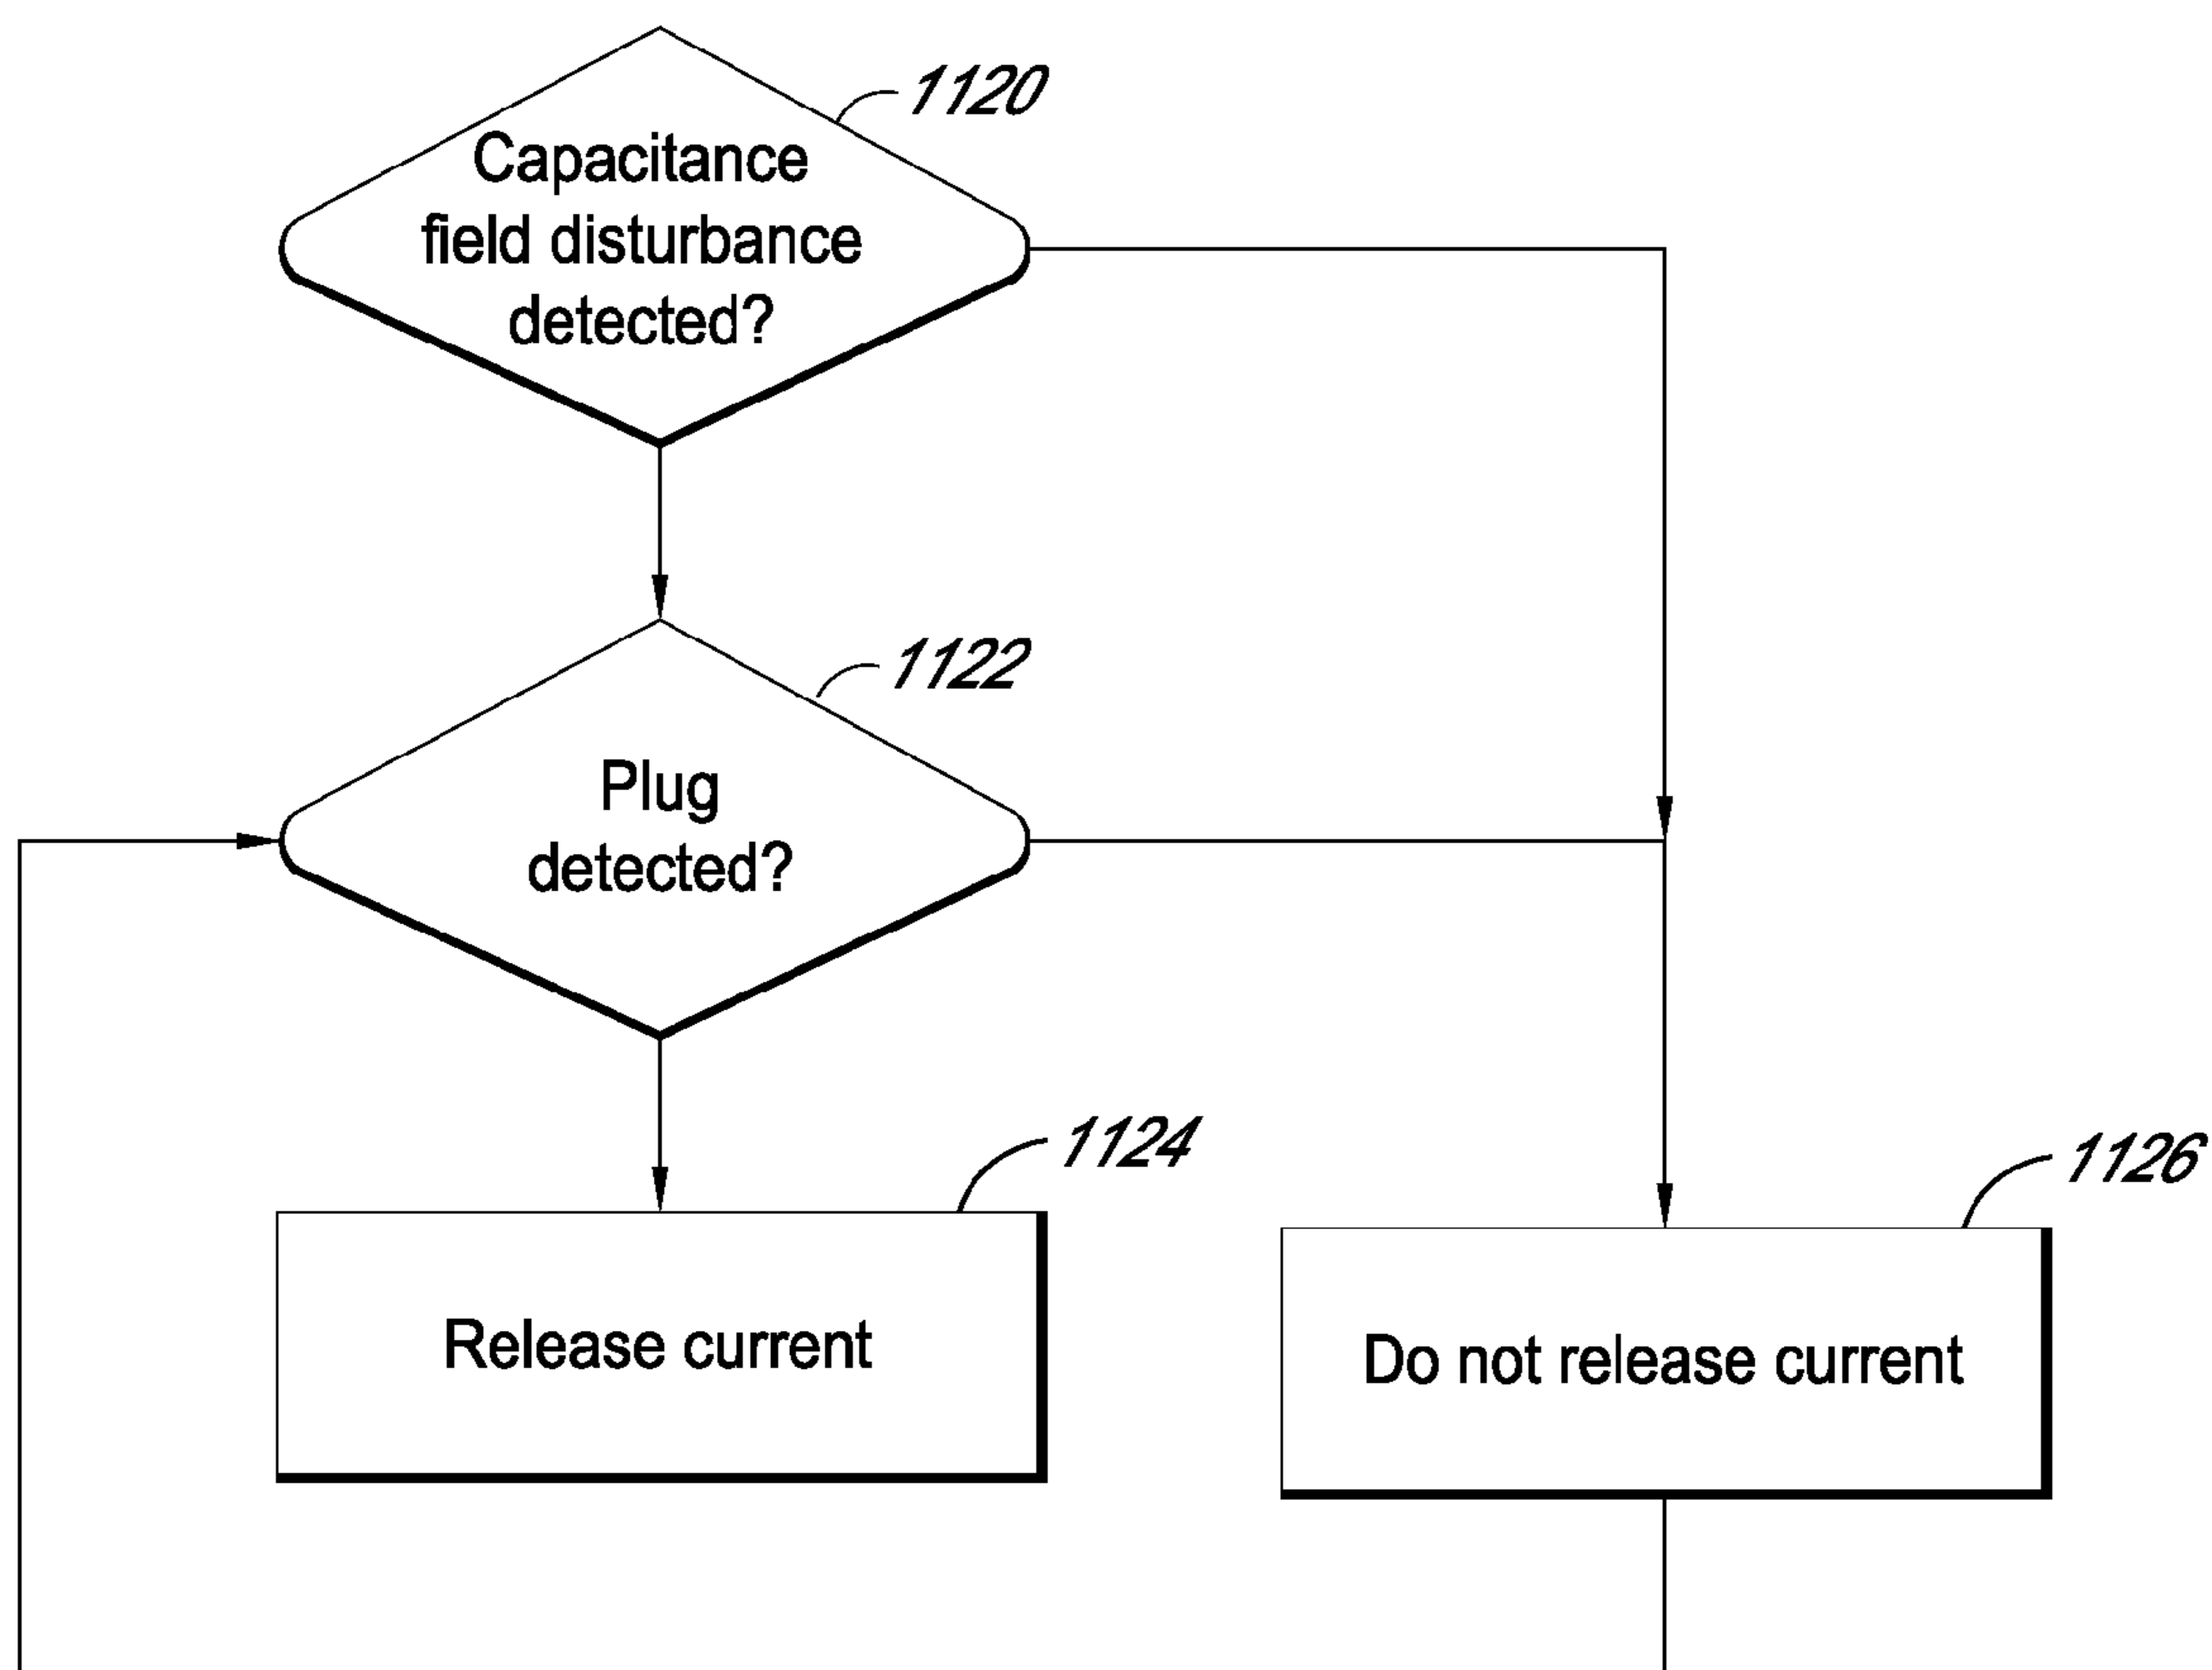 1120
Capacitance
field disturbance
detected?
1122
Plug
detected?
1124
Release current
1126
Do not release current